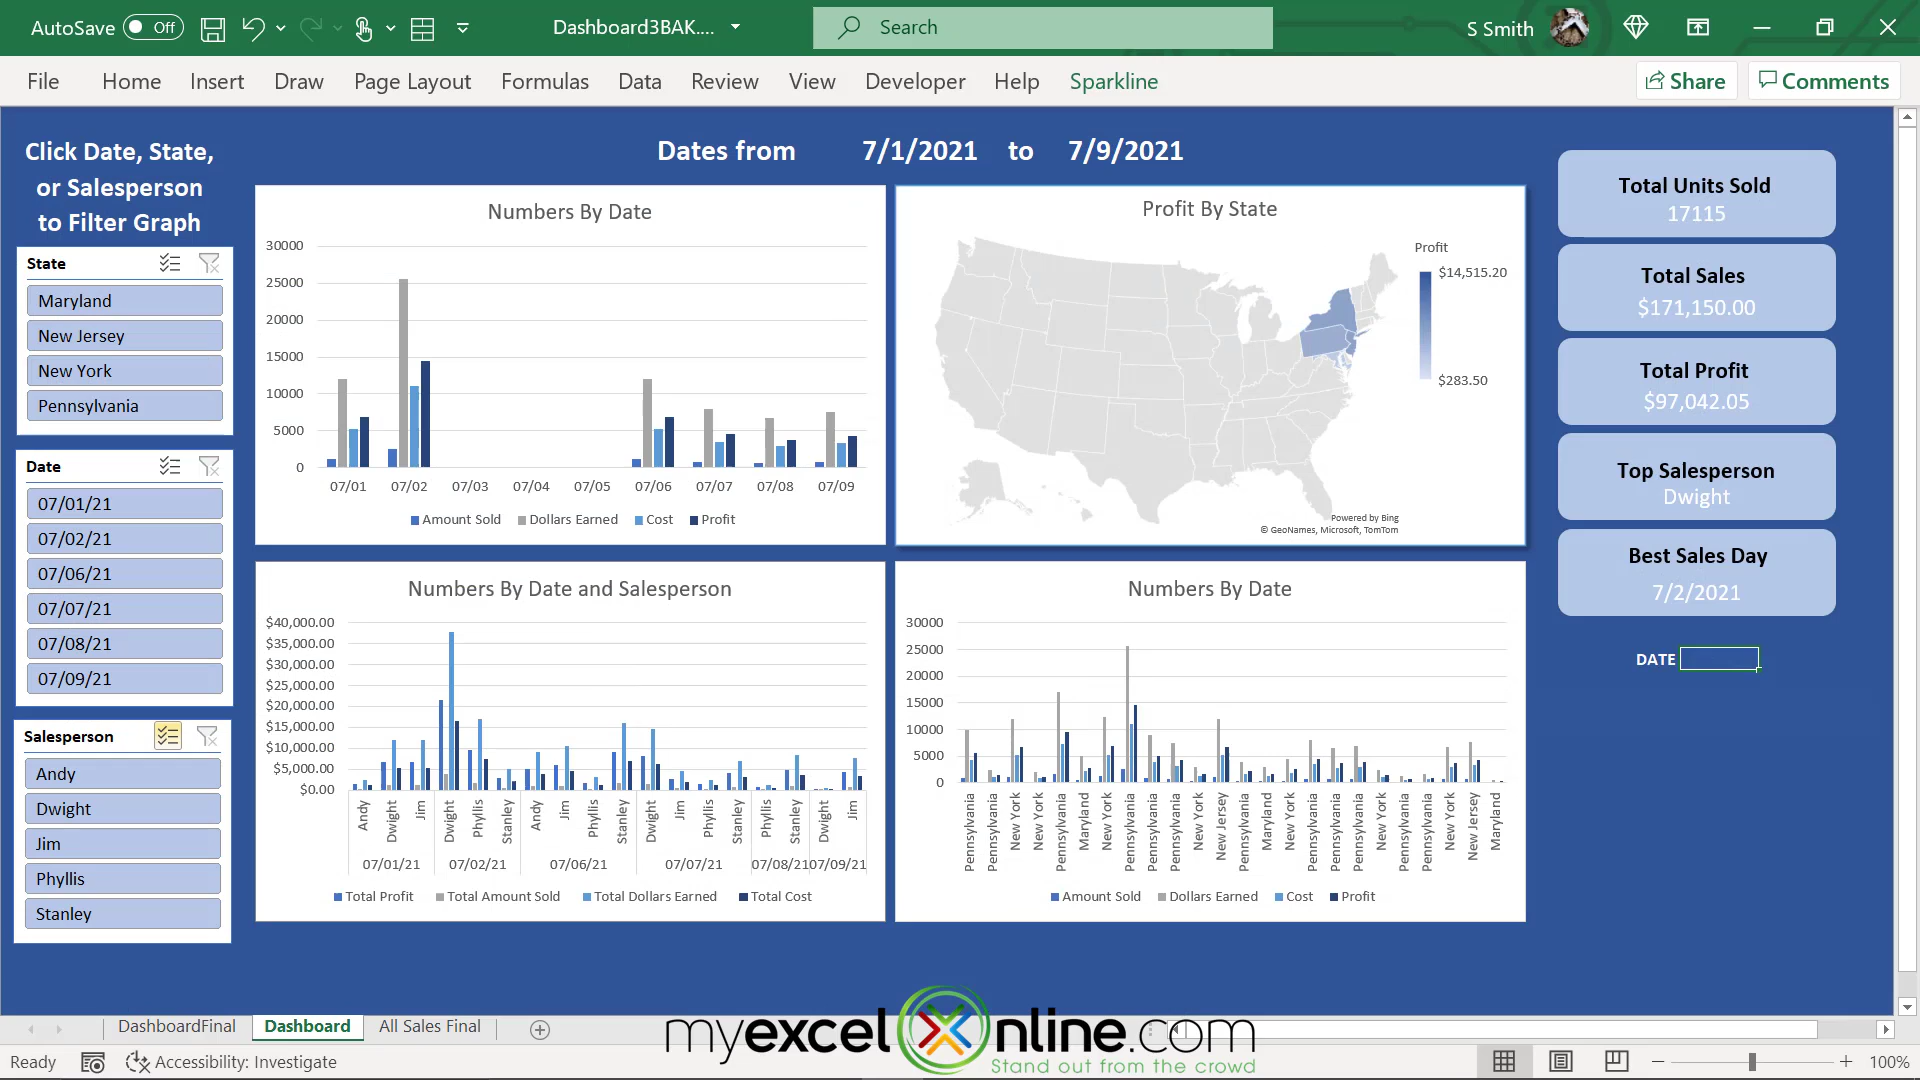 AutoSave Off
Dashboard3BAK....
Search
S Smith
File Home Insert Draw Page Layout Formulas Data Review View Developer Help Sparkline
Share
Comments
Click Date, State,
or Salesperson
to Filter Graph
Dates from 7/1/2021 to 7/9/2021
State
Maryland
New Jersey
New York
Pennsylvania
Date
07/01/21
07/02/21
07/06/21
07/07/21
07/08/21
07/09/21
Salesperson
Andy
Dwight
Jim
Phyllis
Stanley
Numbers By Date
30000
25000
20000
15000
10000
5000
0
07/01 07/02 07/03 07/04 07/05 07/06 07/07 07/08 07/09
Amount Sold Dollars Earned Cost Profit
Profit By State
Profit
$14,515.20
$283.50
Powered by Bing
© GeoNames, Microsoft, TomTom
Numbers By Date and Salesperson
$40,000.00
$35,000.00
$30,000.00
$25,000.00
$20,000.00
$15,000.00
$10,000.00
$5,000.00
$0.00
Andy Dwight Jim Dwight Phyllis Stanley Andy Jim Phyllis Stanley Dwight Jim Phyllis Stanley Phyllis Stanley Dwight Jim
07/01/21 07/02/21 07/06/21 07/07/21 07/08/21 07/09/21
Total Profit Total Amount Sold Total Dollars Earned Total Cost
Numbers By Date
30000
25000
20000
15000
10000
5000
0
Pennsylvania Pennsylvania New York New York Pennsylvania Maryland New York Pennsylvania Pennsylvania Pennsylvania New York New Jersey Pennsylvania Maryland New York Pennsylvania Pennsylvania Pennsylvania New York Pennsylvania Pennsylvania New York New Jersey Maryland
Amount Sold Dollars Earned Cost Profit
Total Units Sold
17115
Total Sales
$171,150.00
Total Profit
$97,042.05
Top Salesperson
Dwight
Best Sales Day
7/2/2021
DATE
DashboardFinal Dashboard All Sales Final
myexcelOnline.com
Stand out from the crowd
Ready
Accessibility: Investigate
100%